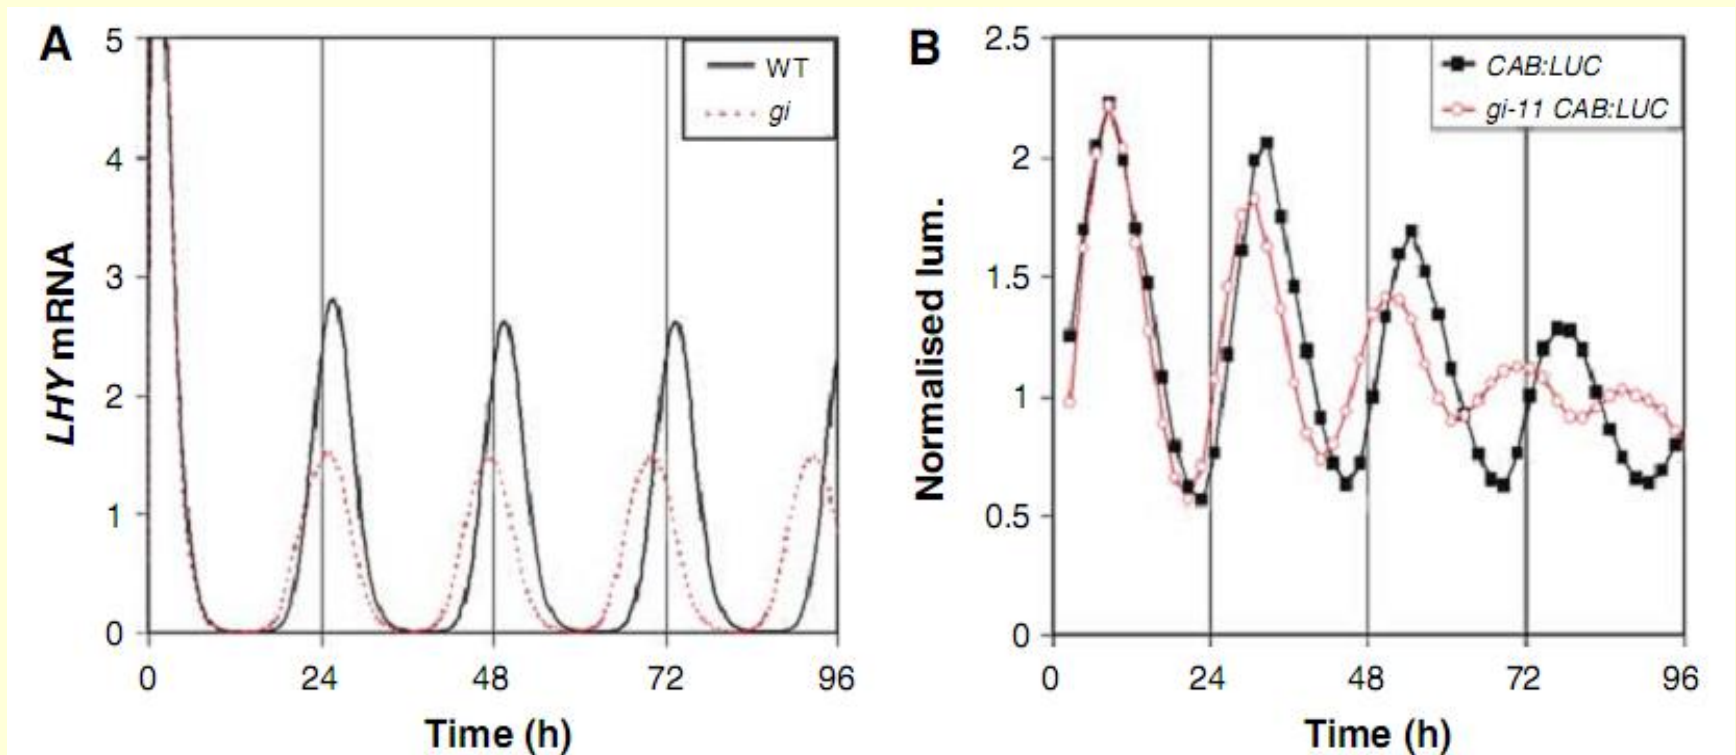 A
5
4
3
2
1
0
LHY mRNA
WT
gi
0 24 48 72 96
Time (h)
B
2.5
2
1.5
1
0.5
0
Normalised lum.
CAB:LUC
gi-11 CAB:LUC
0 24 48 72 96
Time (h)